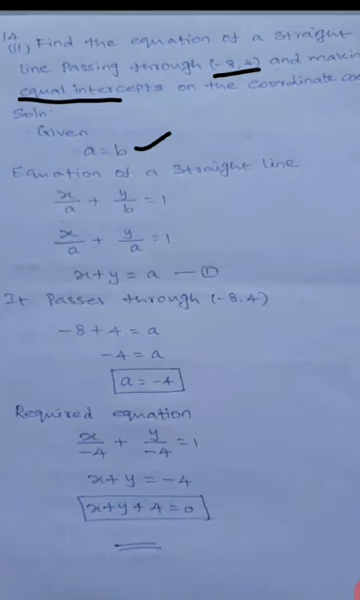 14
(ii) Find the equation of a straight
line passing through (-8,4) and making
equal intercepts on the coordinate
Soln
Given
a = b
Equation of a straight line
x/a + y/b = 1
x/a + y/a = 1
x+y = a — ①
It passes through (-8,4)
-8+4 = a
-4 = a
a = -4
Required equation
x/-4 + y/-4 = 1
x+y = -4
x+y+4=0